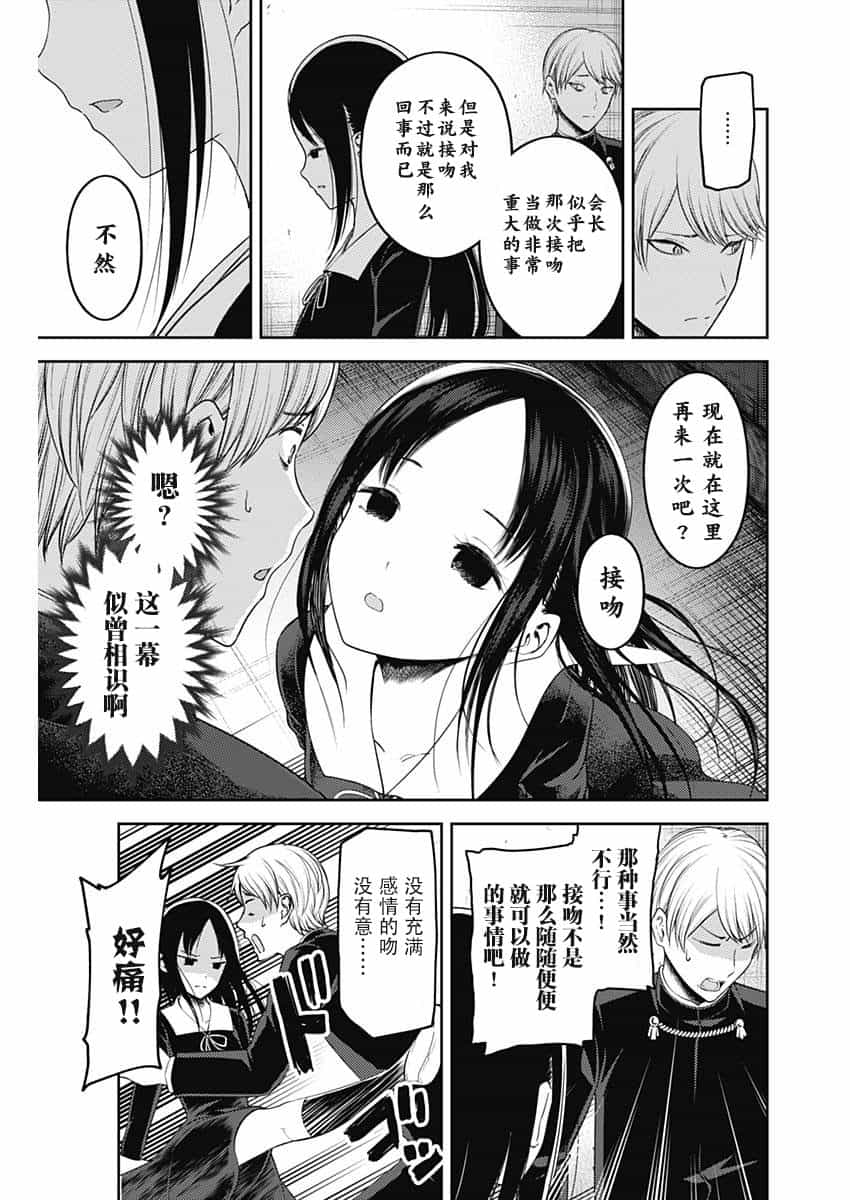 ……
会长
似乎把
那次接吻
当做非常
重大的事
但是对我
来说接吻
不过就是那么
回事而已
不然
现在就在这里
再来一次吧？
接吻
嗯？
这一幕
似曾相识啊
那种事当然
不行…！
接吻不是
那么随随便便
就可以做
的事情吧！
没有充满
感情的吻
没有意……
好痛!!
ドドドド